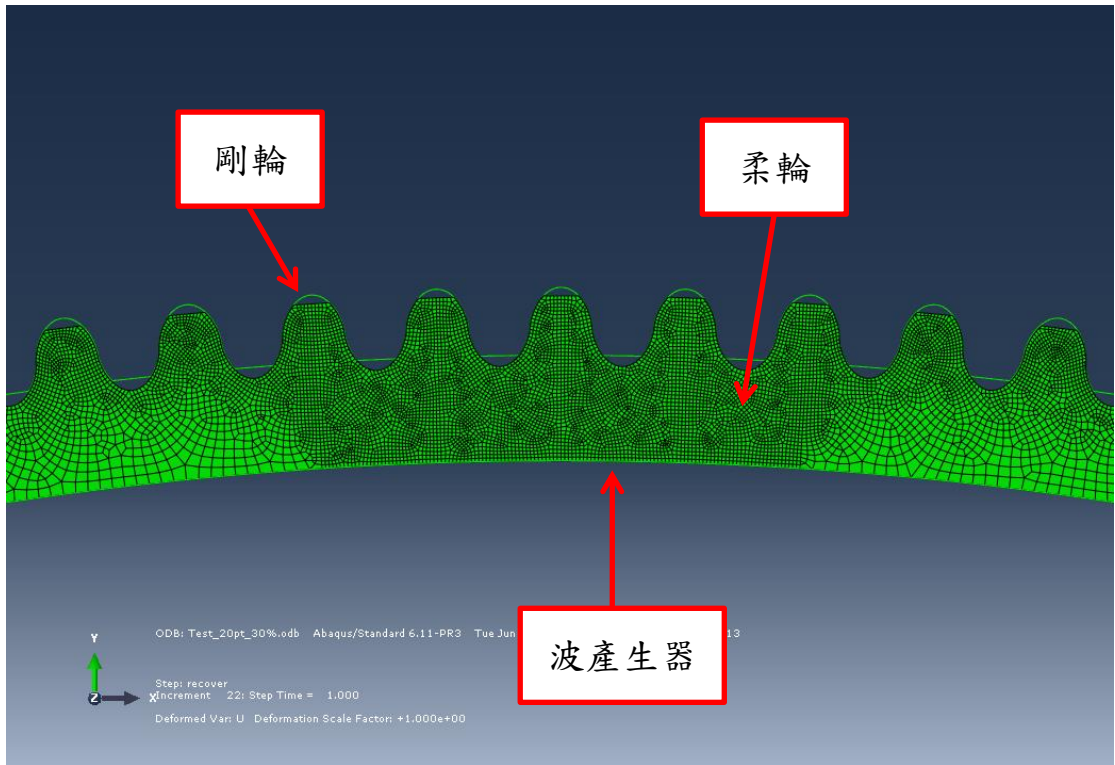 剛輪
柔輪
波產生器
ODB: Test_20pt_30%.odb Abaqus/Standard 6.11-PR3 Tue Jun 13
Y
Z
X
Step: recover
Increment 22: Step Time = 1.000
Deformed Var: U Deformation Scale Factor: +1.000e+00